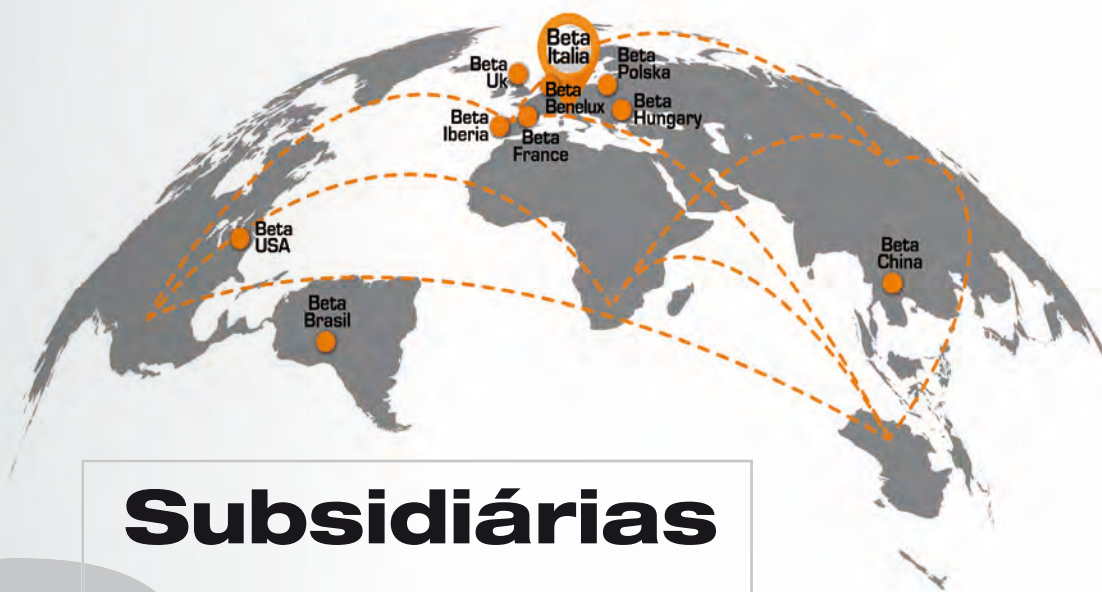 Beta
Italia
Beta
Uk
Beta
Polska
Beta
Benelux
Beta
Hungary
Beta
Iberia
Beta
France
Beta
USA
Beta
China
Beta
Brasil
Subsidiárias